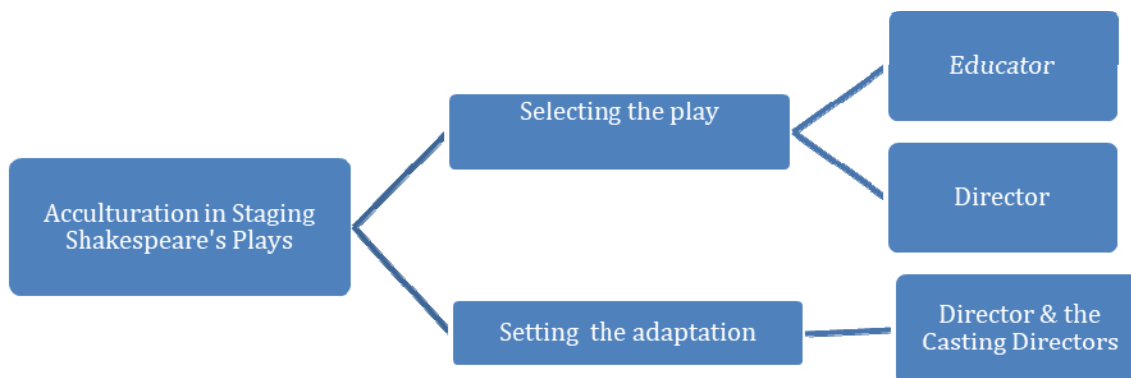 Educator
Selecting the play
Director
Acculturation in Staging
Shakespeare's Plays
Setting the adaptation
Director & the
Casting Directors